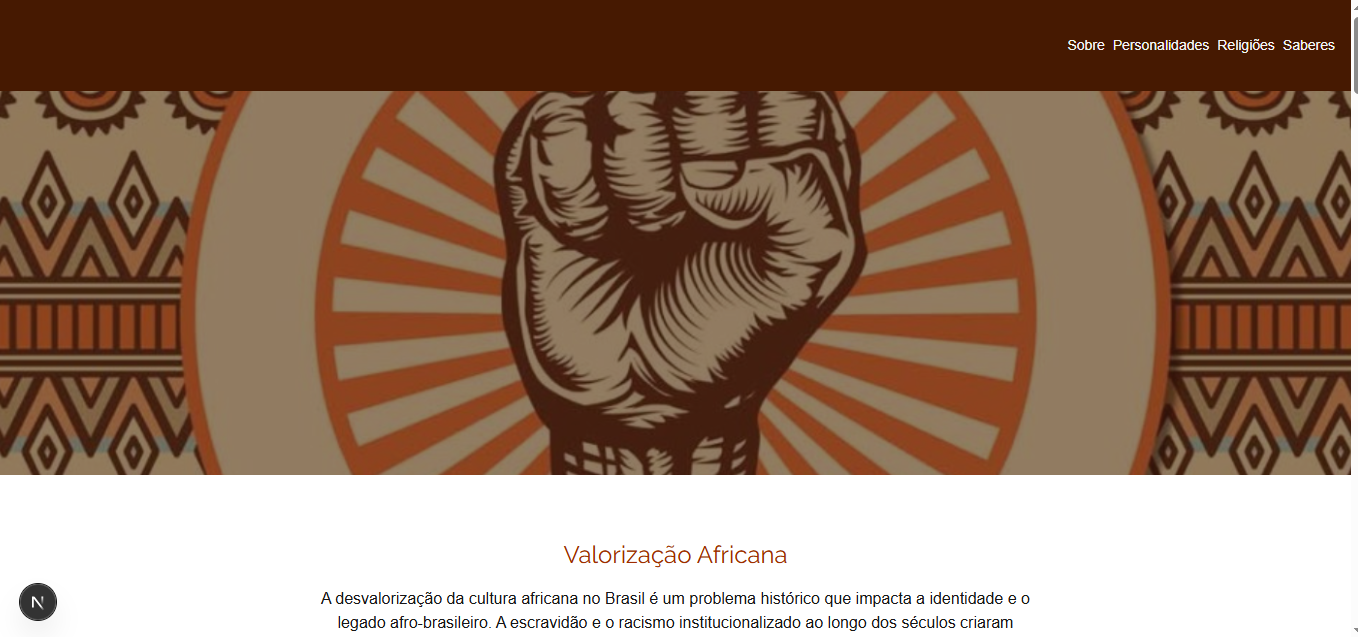 Sobre Personalidades Religiões Saberes
Valorização Africana
A desvalorização da cultura africana no Brasil é um problema histórico que impacta a identidade e o
legado afro-brasileiro. A escravidão e o racismo institucionalizado ao longo dos séculos criaram
N